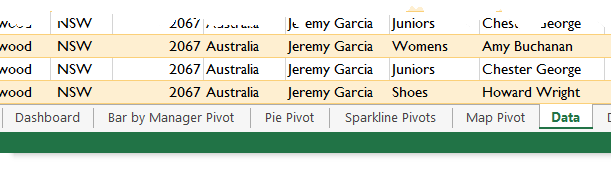 wood NSW 2067 Australia Jeremy Garcia Juniors Chester George
wood NSW 2067 Australia Jeremy Garcia Womens Amy Buchanan
wood NSW 2067 Australia Jeremy Garcia Juniors Chester George
wood NSW 2067 Australia Jeremy Garcia Shoes Howard Wright
Dashboard Bar by Manager Pivot Pie Pivot Sparkline Pivots Map Pivot Data